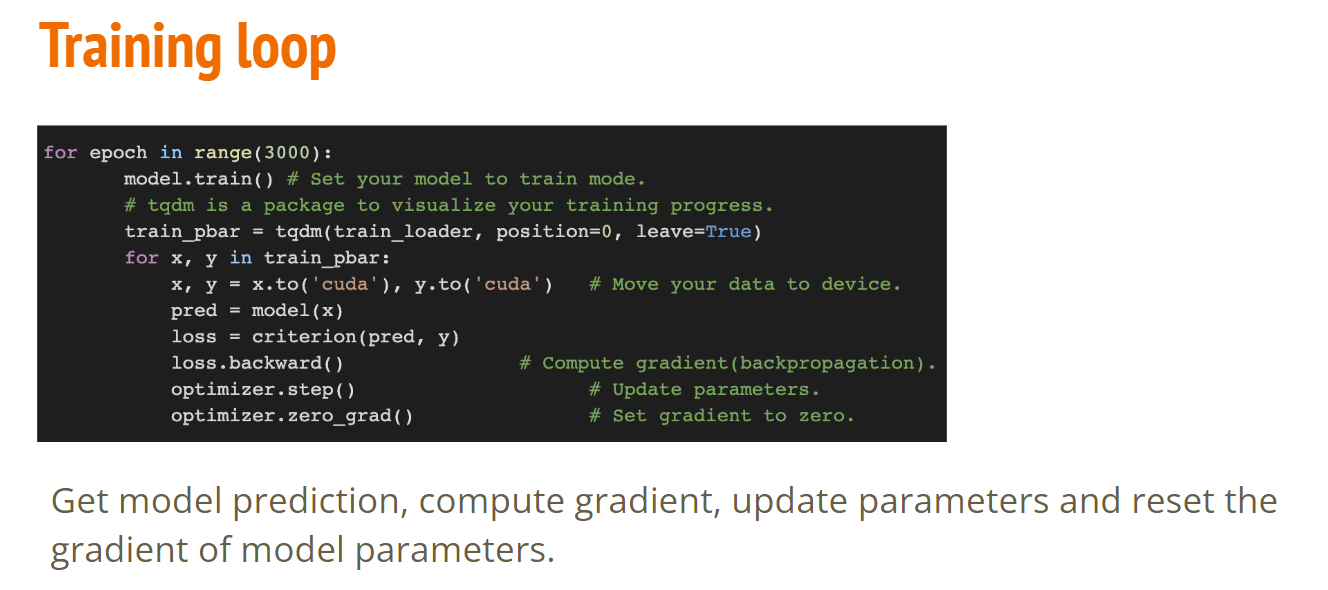 Training loop
for epoch in range(3000):
model.train() # Set your model to train mode.
# tqdm is a package to visualize your training progress.
train_pbar = tqdm(train_loader, position=0, leave=True)
for x, y in train_pbar:
x, y = x.to('cuda'), y.to('cuda') # Move your data to device.
pred = model(x)
loss = criterion(pred, y)
loss.backward() # Compute gradient(backpropagation).
optimizer.step() # Update parameters.
optimizer.zero_grad() # Set gradient to zero.
Get model prediction, compute gradient, update parameters and reset the
gradient of model parameters.